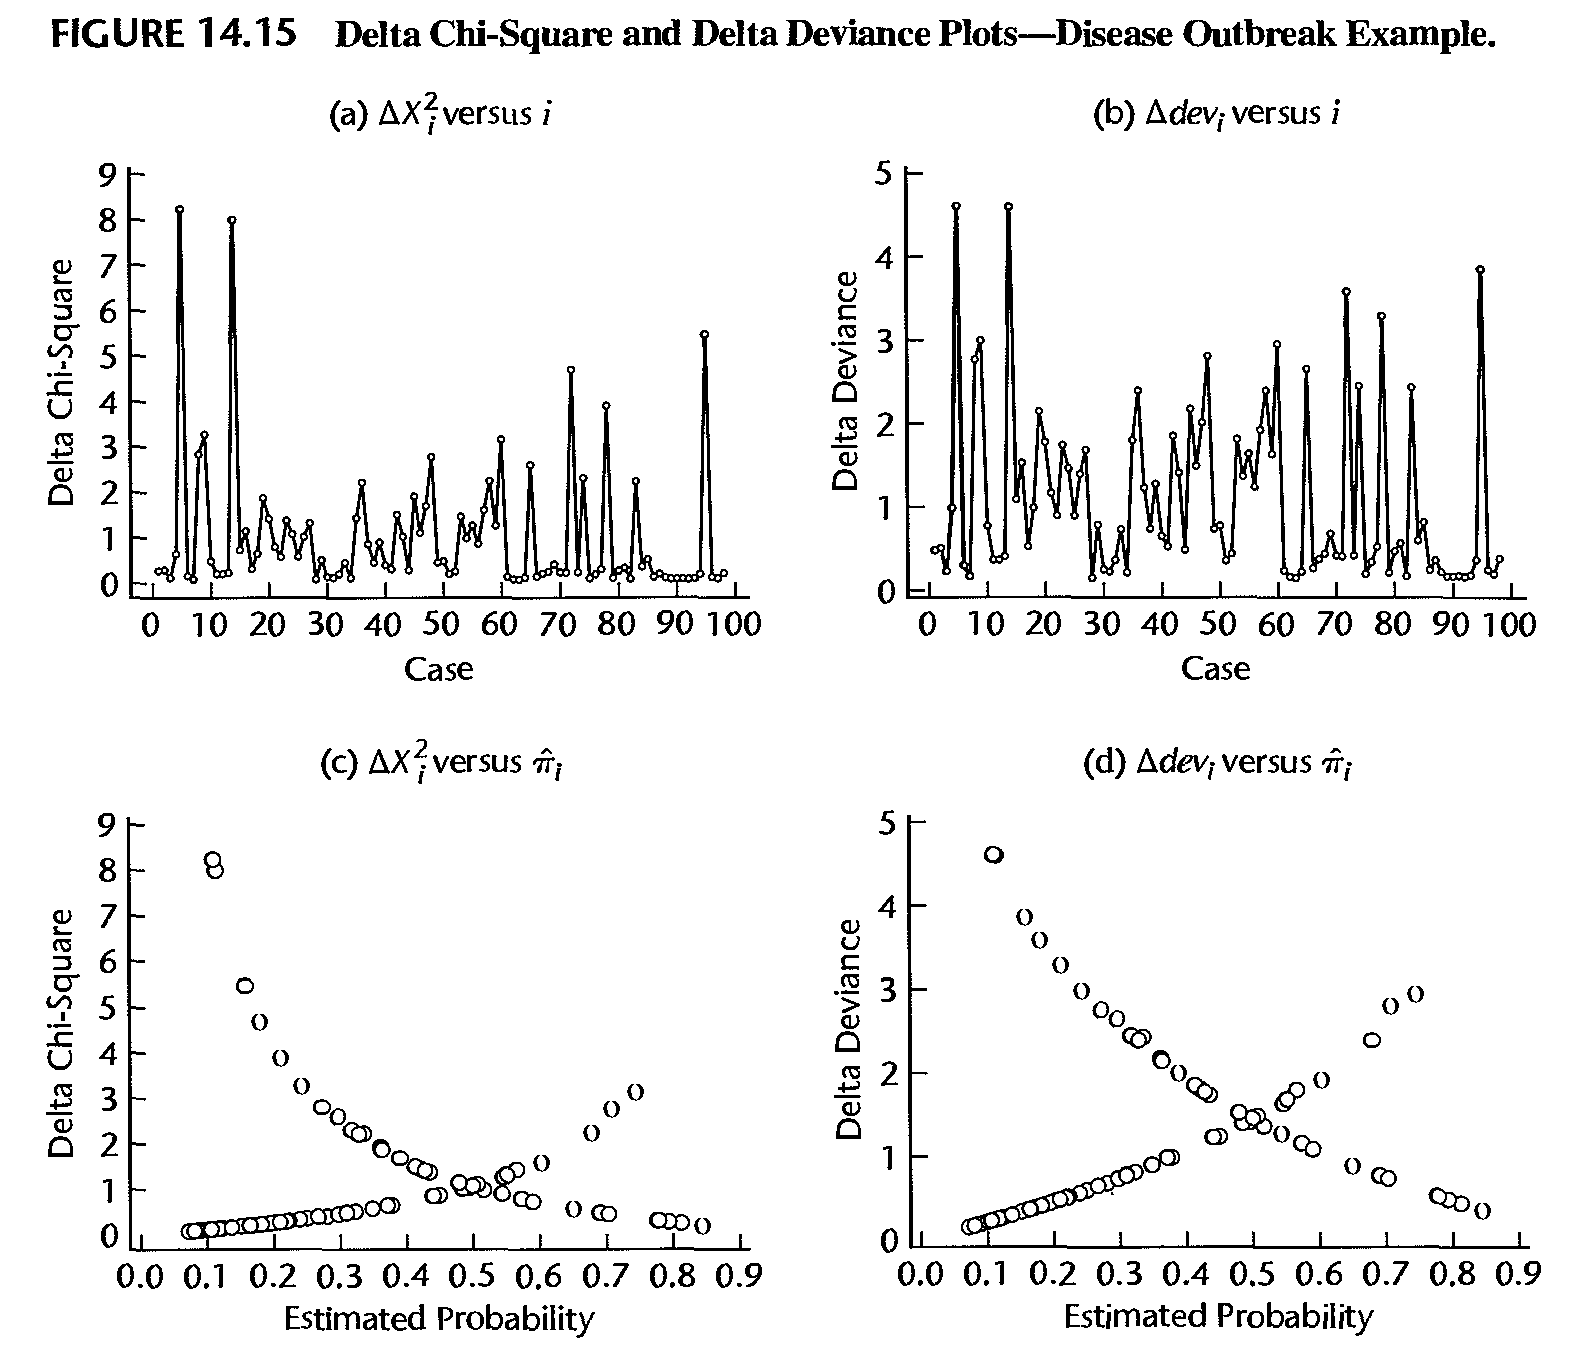 FIGURE 14.15 Delta Chi-Square and Delta Deviance Plots—Disease Outbreak Example.
(a) ΔX²ᵢ versus i
(b) Δdevᵢ versus i
9
8
7
6
5
4
3
2
1
0
Delta Chi-Square
0 10 20 30 40 50 60 70 80 90 100
Case
5
4
3
2
1
0
Delta Deviance
0 10 20 30 40 50 60 70 80 90 100
Case
(c) ΔX²ᵢ versus π̂ᵢ
(d) Δdevᵢ versus π̂ᵢ
9
8
7
6
5
4
3
2
1
0
Delta Chi-Square
0.0 0.1 0.2 0.3 0.4 0.5 0.6 0.7 0.8 0.9
Estimated Probability
5
4
3
2
1
0
Delta Deviance
0.0 0.1 0.2 0.3 0.4 0.5 0.6 0.7 0.8 0.9
Estimated Probability